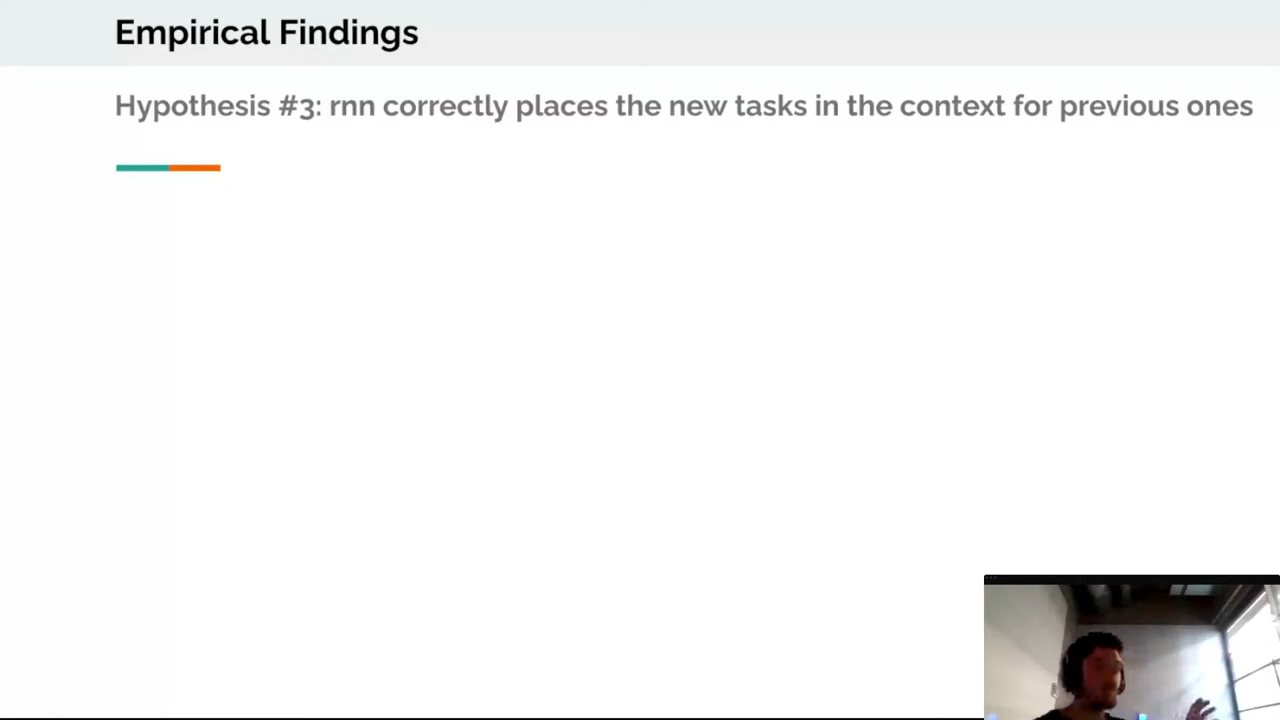 Empirical Findings
Hypothesis #3: rnn correctly places the new tasks in the context for previous ones